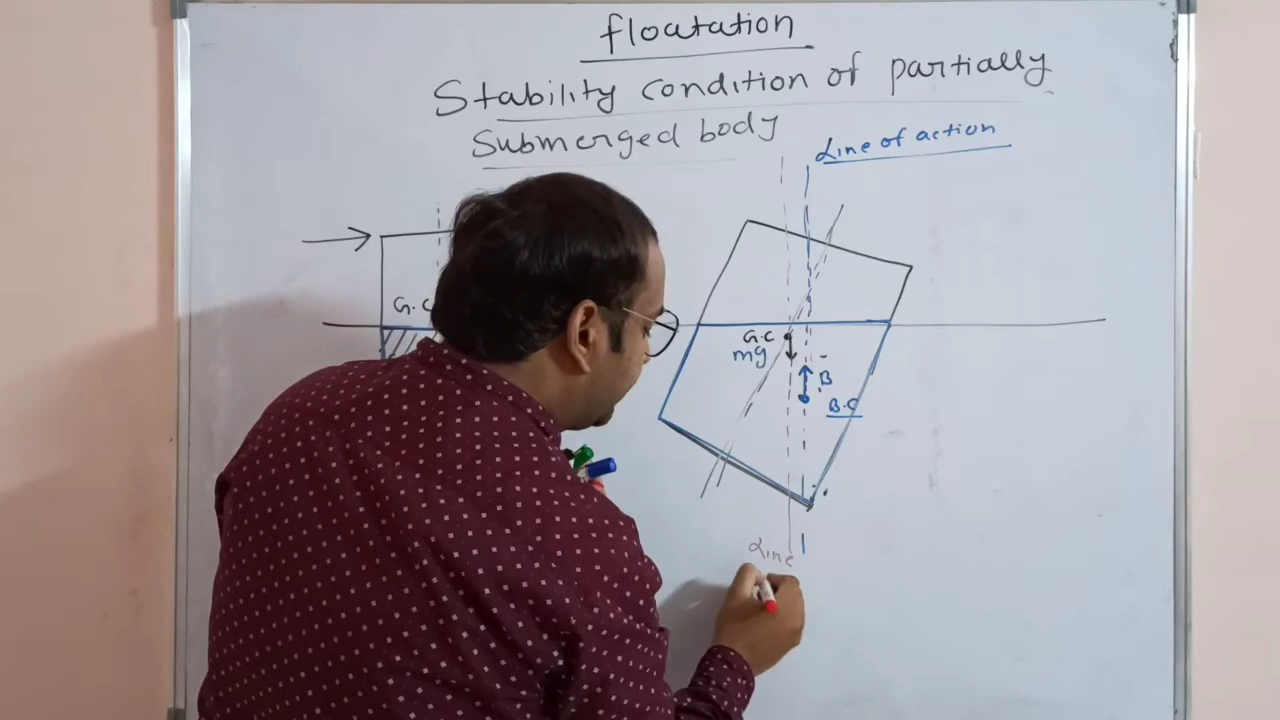 floatation
Stability condition of partially
Submerged body
Line of action
G.C
G.C
mg
B
B.C
Line